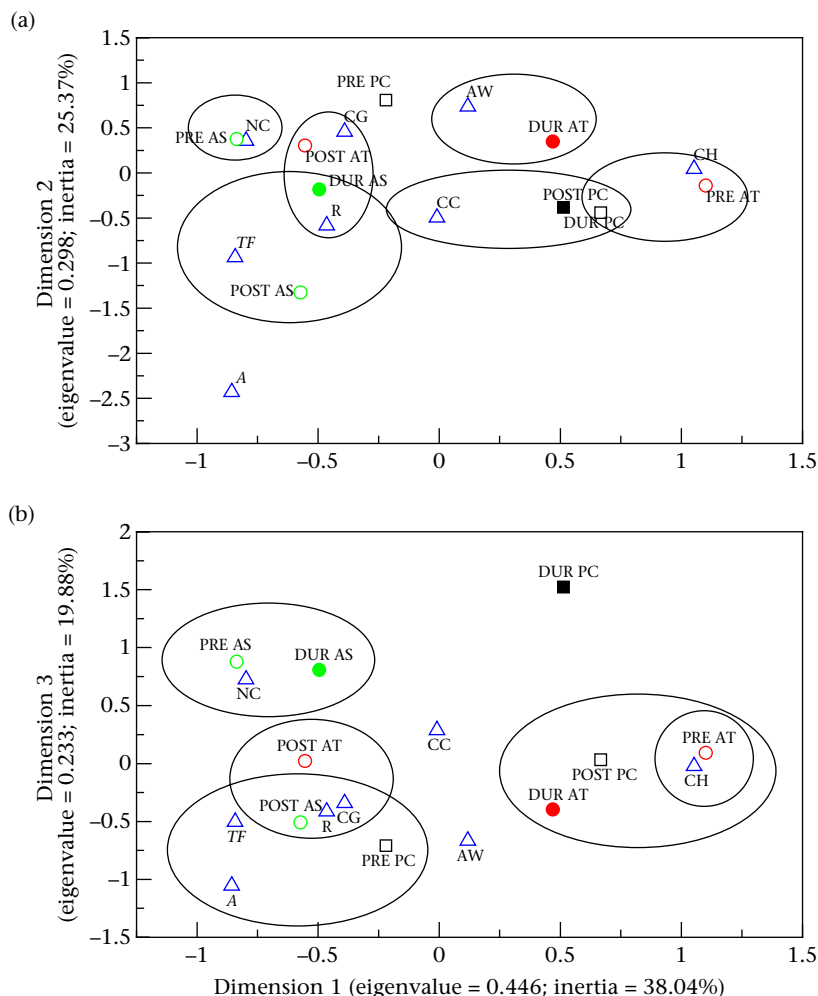 (a)
1.5
1
0.5
0
−0.5
−1
−1.5
−2
−2.5
−3
Dimension 2
(eigenvalue = 0.298; inertia = 25.37%)
PRE PC
AW
NC
PRE AS
CG
POST AT
DUR AT
DUR AS
CH
PRE AT
R
CC
POST PC
DUR PC
TF
POST AS
A
−1
−0.5
0
0.5
1
1.5
(b)
2
1.5
1
0.5
0
−0.5
−1
−1.5
Dimension 3
(eigenvalue = 0.233; inertia = 19.88%)
DUR PC
PRE AS
DUR AS
NC
CC
POST AT
PRE AT
POST PC
CH
DUR AT
POST AS
TF
R
CG
PRE PC
AW
A
−1
−0.5
0
0.5
1
1.5
Dimension 1 (eigenvalue = 0.446; inertia = 38.04%)